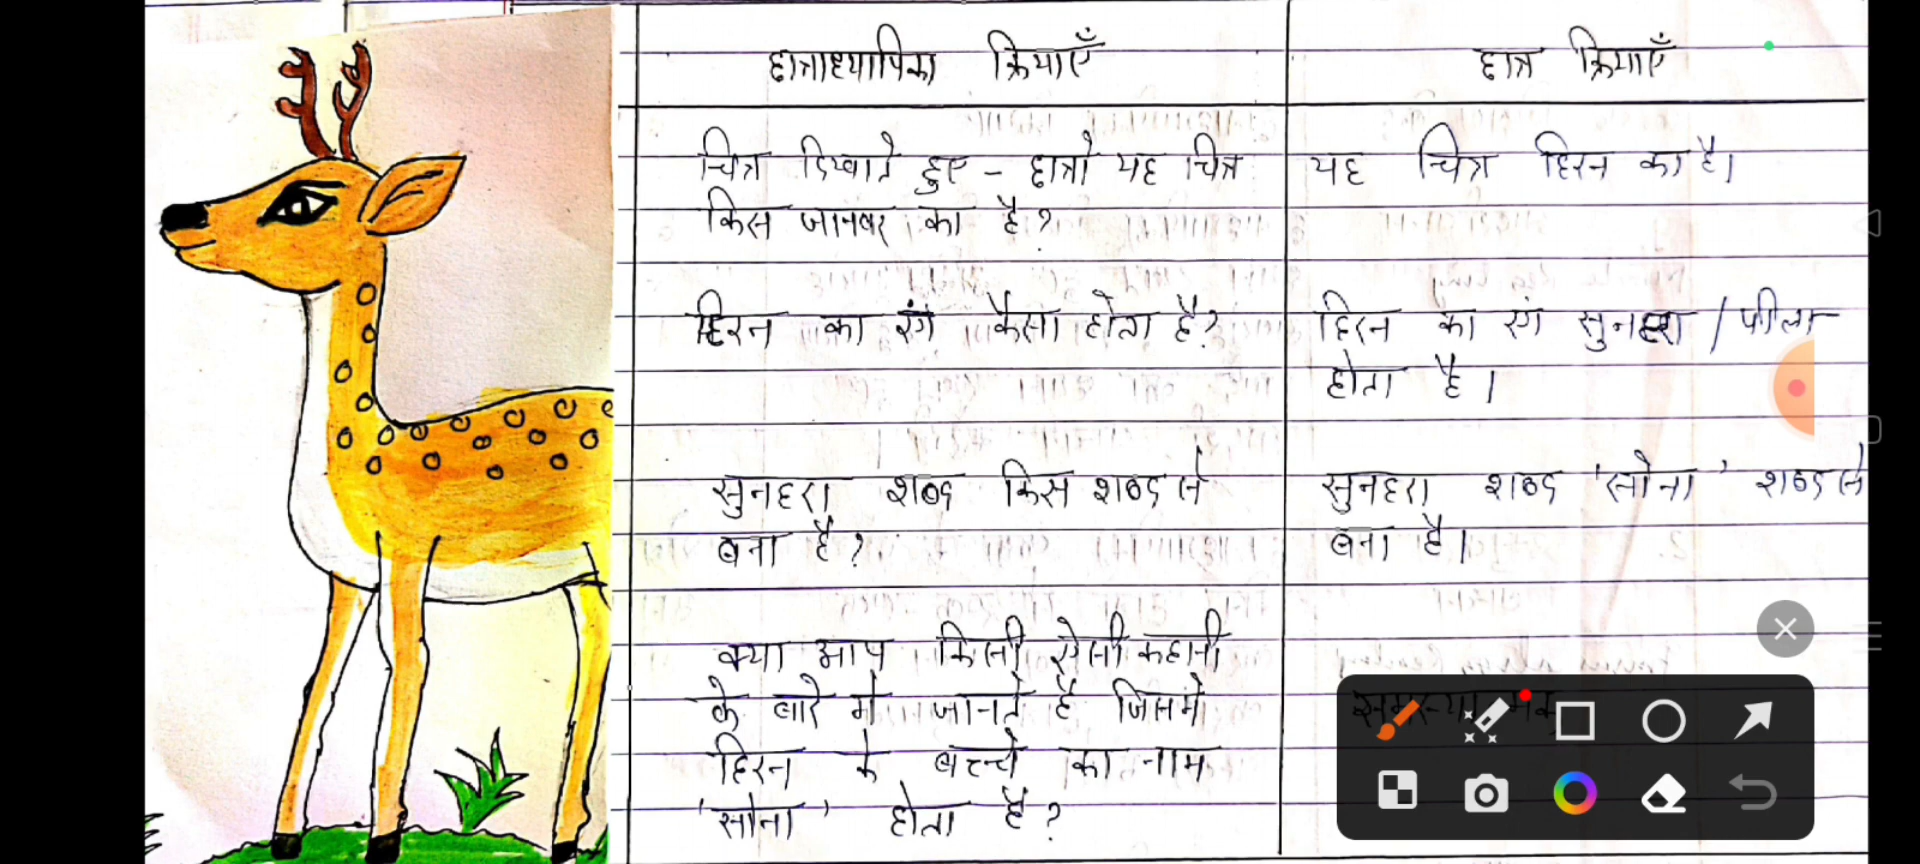 छात्राध्यापिका क्रियाएँ
छात्र क्रियाएँ
चित्र दिखाते हुए - छात्रों यह चित्र
किस जानवर का है?
यह चित्र हिरन का है।
हिरन का रंग कैसा होता है?
हिरन का रंग सुनहरा / पीला
होता है।
सुनहरा शब्द किस शब्द से
बना है?
सुनहरा शब्द 'सोना' शब्द से
बना है।
क्या आप किसी ऐसी कहानी
के बारे में जानते है जिसमें
हिरन के बच्चे का नाम
'सोना' होता है?